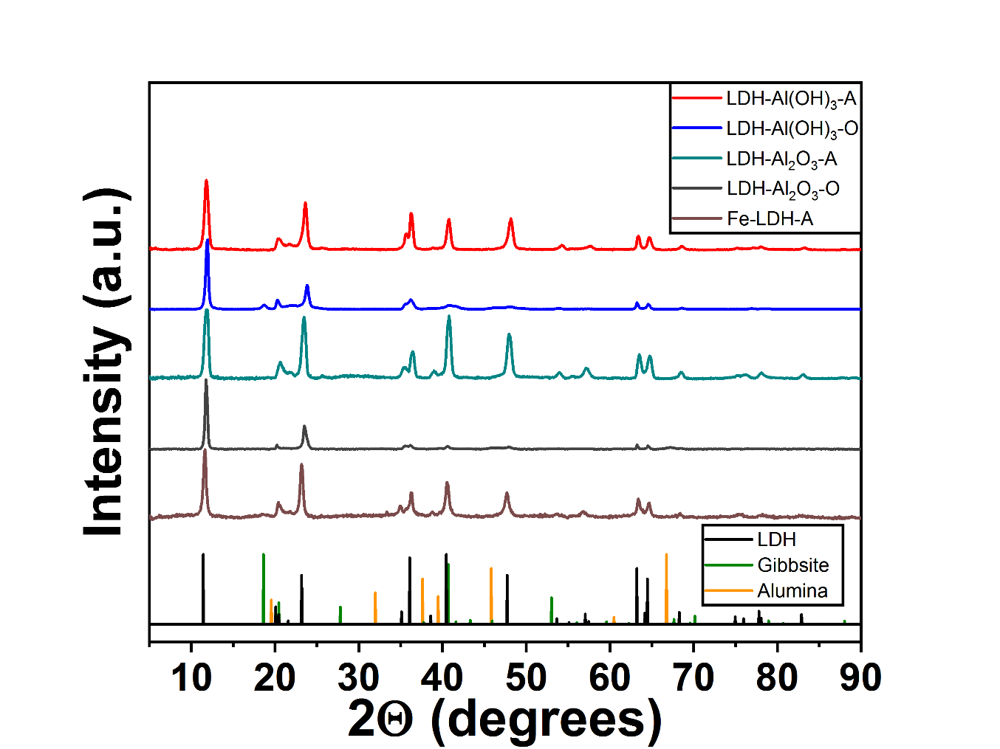 LDH-Al(OH)₃-A
LDH-Al(OH)₃-O
LDH-Al₂O₃-A
LDH-Al₂O₃-O
Fe-LDH-A
Intensity (a.u.)
LDH
Gibbsite
Alumina
10 20 30 40 50 60 70 80 90
2Θ (degrees)